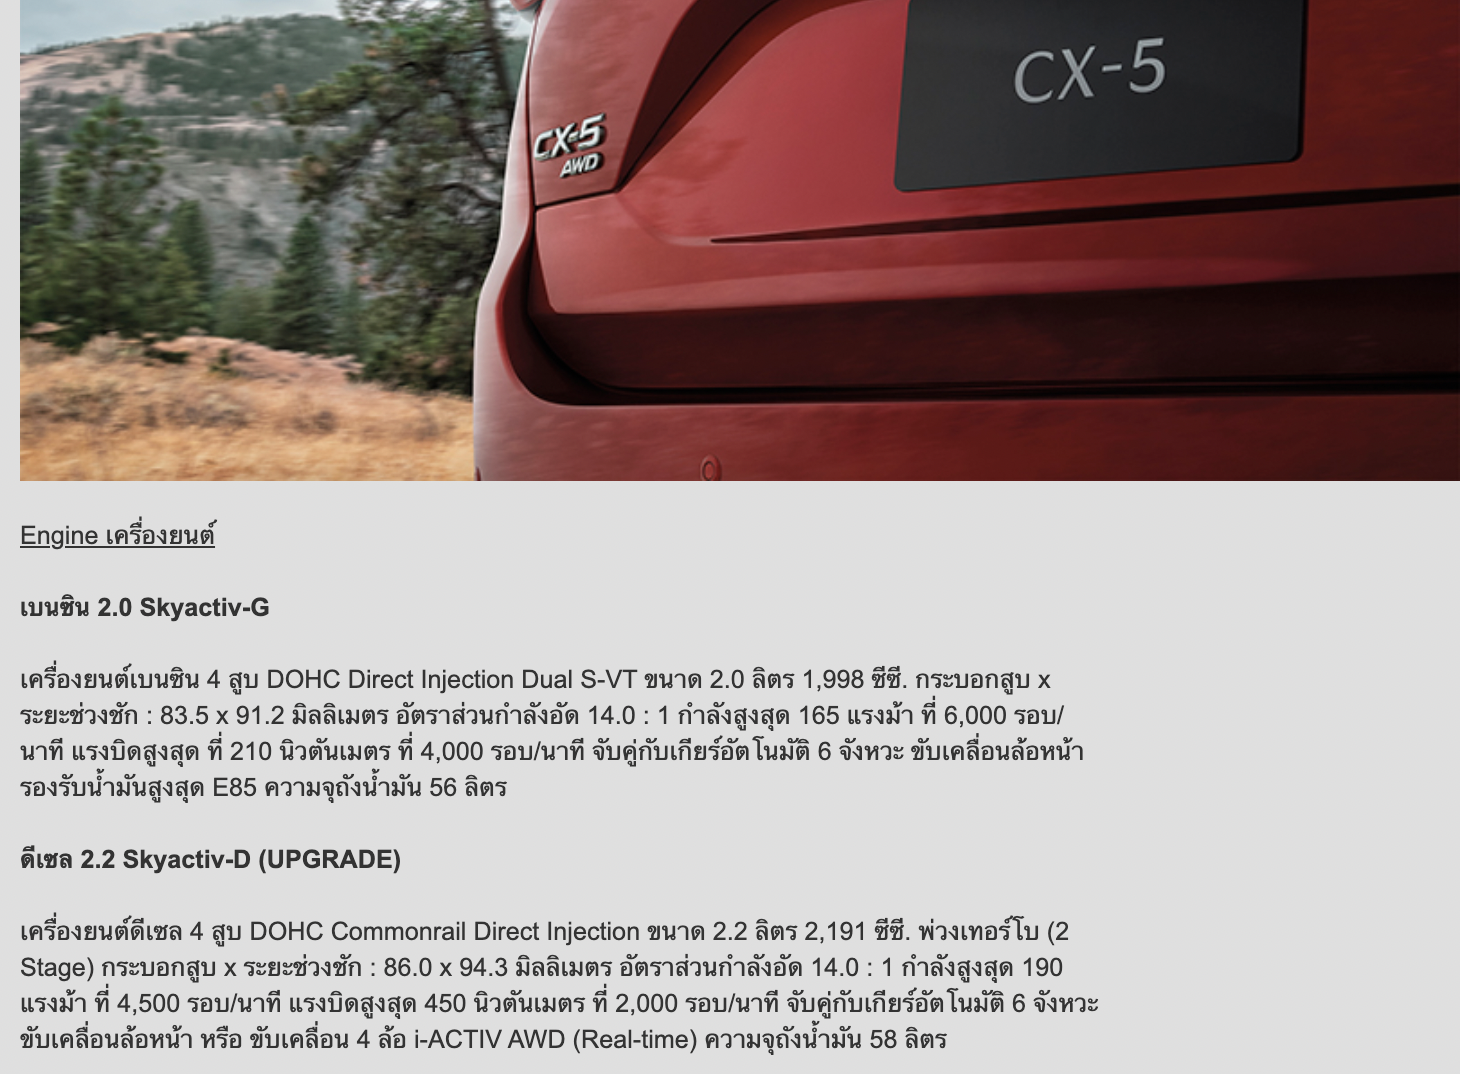 CX-5
CX-5
AWD
Engine เครื่องยนต์
เบนซิน 2.0 Skyactiv-G
เครื่องยนต์เบนซิน 4 สูบ DOHC Direct Injection Dual S-VT ขนาด 2.0 ลิตร 1,998 ซีซี. กระบอกสูบ x
ระยะช่วงชัก : 83.5 x 91.2 มิลลิเมตร อัตราส่วนกำลังอัด 14.0 : 1 กำลังสูงสุด 165 แรงม้า ที่ 6,000 รอบ/
นาที แรงบิดสูงสุด ที่ 210 นิวตันเมตร ที่ 4,000 รอบ/นาที จับคู่กับเกียร์อัตโนมัติ 6 จังหวะ ขับเคลื่อนล้อหน้า
รองรับน้ำมันสูงสุด E85 ความจุถังน้ำมัน 56 ลิตร
ดีเซล 2.2 Skyactiv-D (UPGRADE)
เครื่องยนต์ดีเซล 4 สูบ DOHC Commonrail Direct Injection ขนาด 2.2 ลิตร 2,191 ซีซี. พ่วงเทอร์โบ (2
Stage) กระบอกสูบ x ระยะช่วงชัก : 86.0 x 94.3 มิลลิเมตร อัตราส่วนกำลังอัด 14.0 : 1 กำลังสูงสุด 190
แรงม้า ที่ 4,500 รอบ/นาที แรงบิดสูงสุด 450 นิวตันเมตร ที่ 2,000 รอบ/นาที จับคู่กับเกียร์อัตโนมัติ 6 จังหวะ
ขับเคลื่อนล้อหน้า หรือ ขับเคลื่อน 4 ล้อ i-ACTIV AWD (Real-time) ความจุถังน้ำมัน 58 ลิตร